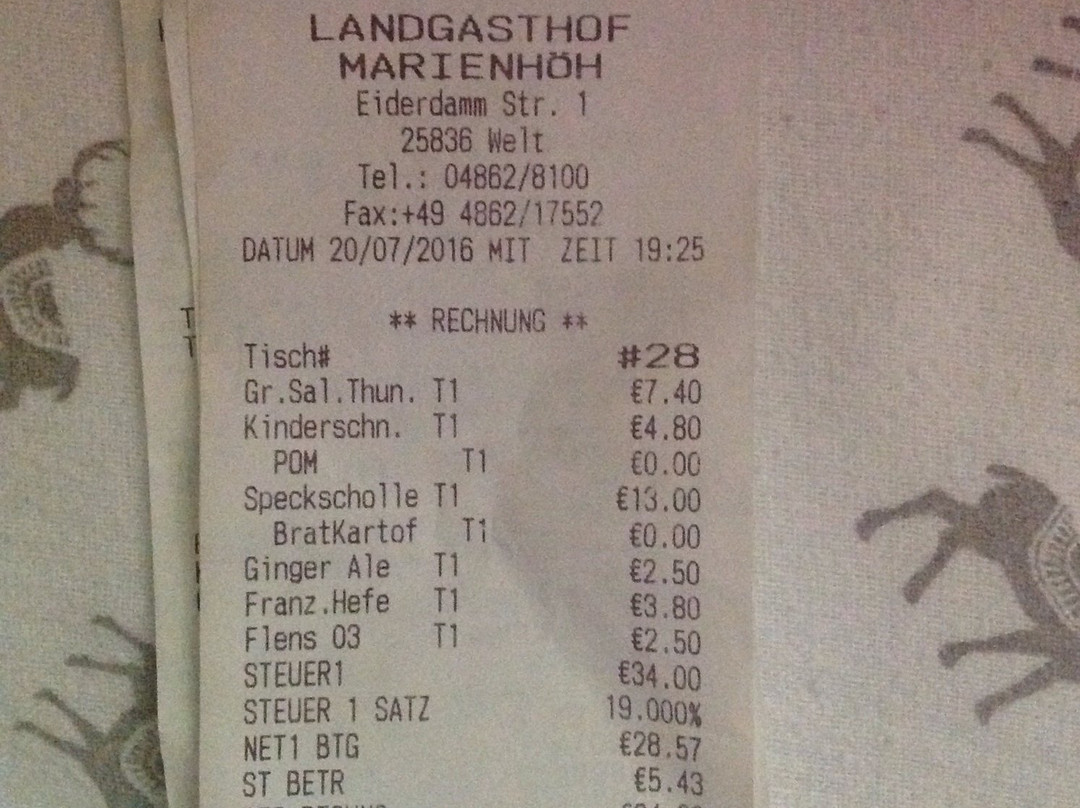 LANDGASTHOF
MARIENHÖH
Eiderdamm Str. 1
25836 Welt
Tel.: 04862/8100
Fax:+49 4862/17552
DATUM 20/07/2016 MIT ZEIT 19:25
** RECHNUNG **
Tisch# #28
Gr.Sal.Thun. T1 €7.40
Kinderschn. T1 €4.80
POM T1 €0.00
Speckscholle T1 €13.00
BratKartof T1 €0.00
Ginger Ale T1 €2.50
Franz.Hefe T1 €3.80
Flens 03 T1 €2.50
STEUER1 €34.00
STEUER 1 SATZ 19.000%
NET1 BTG €28.57
ST BETR €5.43